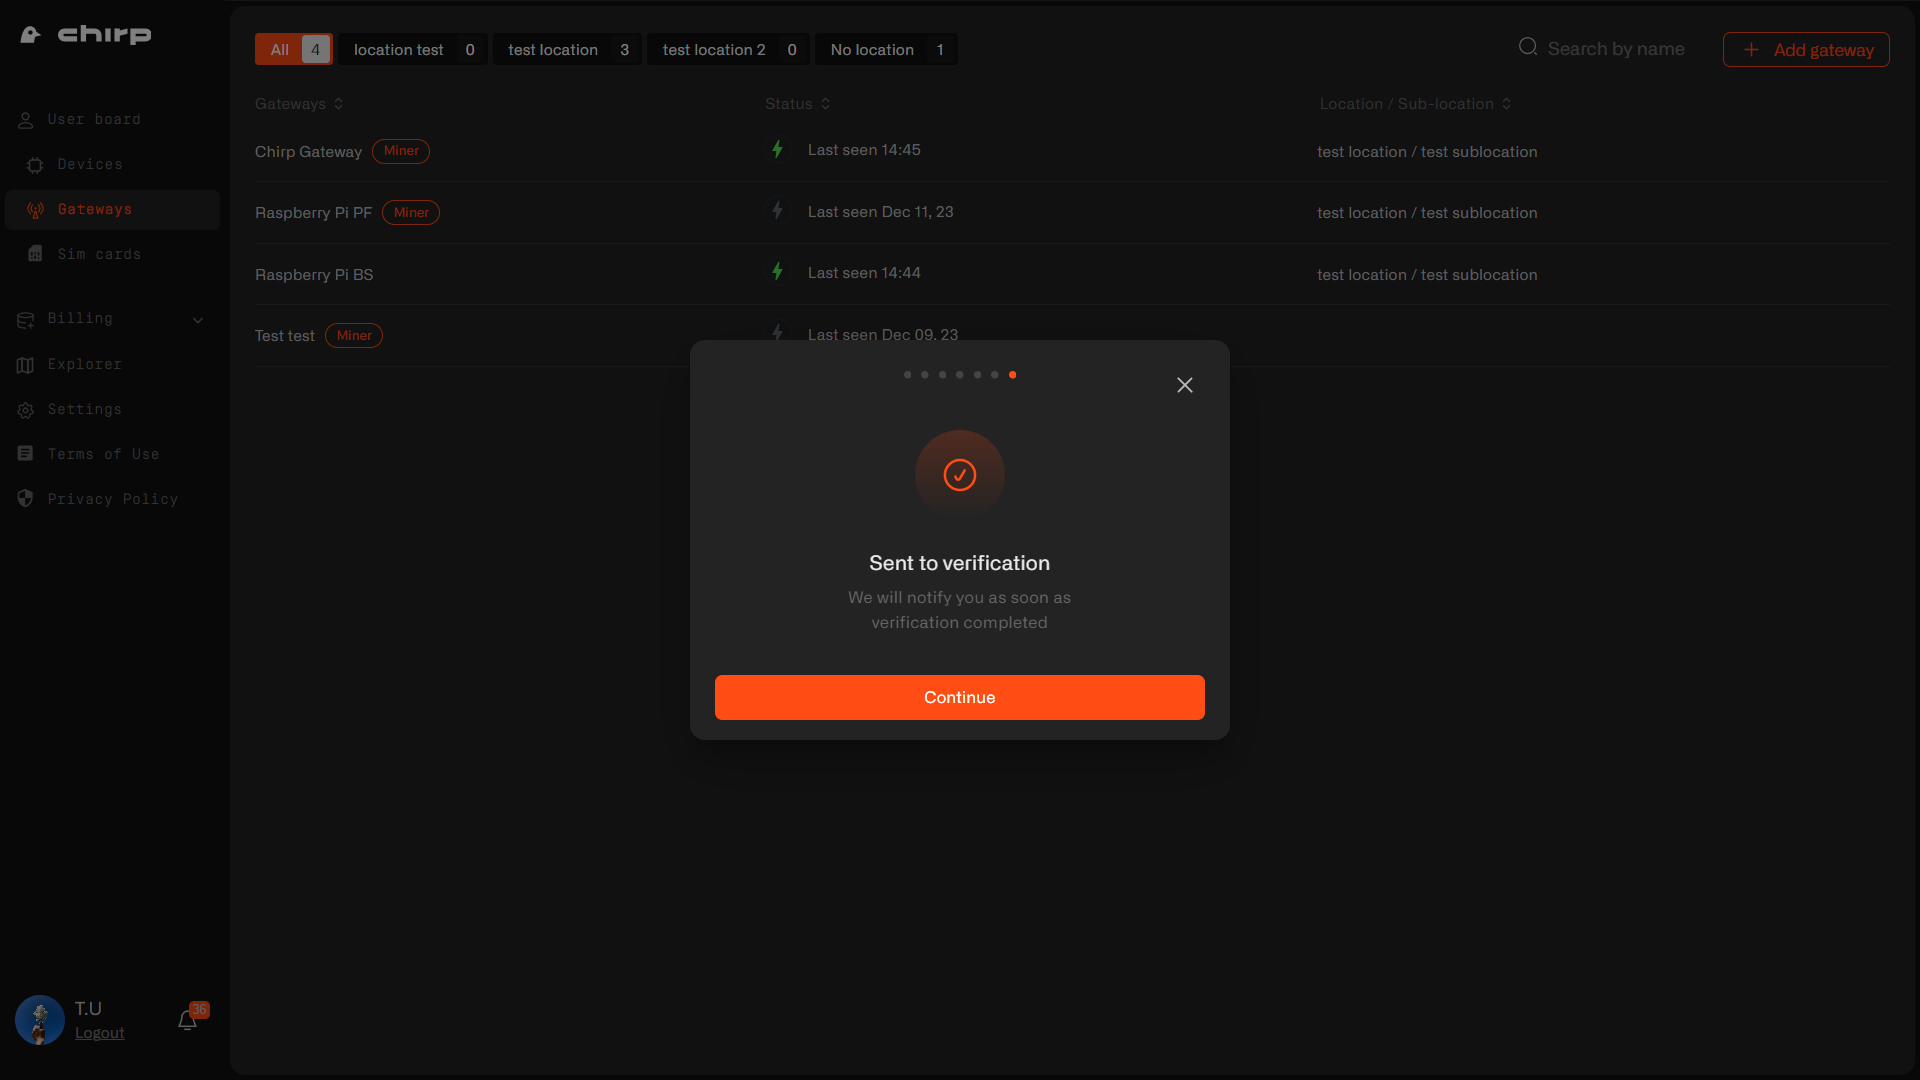 chirp
User board
Devices
Gateways
Sim cards
Billing
Explorer
Settings
Terms of Use
Privacy Policy
T.U
Logout
36
All 4 location test 0 test location 3 test location 2 0 No location 1
Search by name
+ Add gateway
Gateways Status Location / Sub-location
Chirp Gateway Miner Last seen 14:45 test location / test sublocation
Raspberry Pi PF Miner Last seen Dec 11, 23 test location / test sublocation
Raspberry Pi BS Last seen 14:44 test location / test sublocation
Test test Miner Last seen Dec 09, 23
Sent to verification
We will notify you as soon as
verification completed
Continue